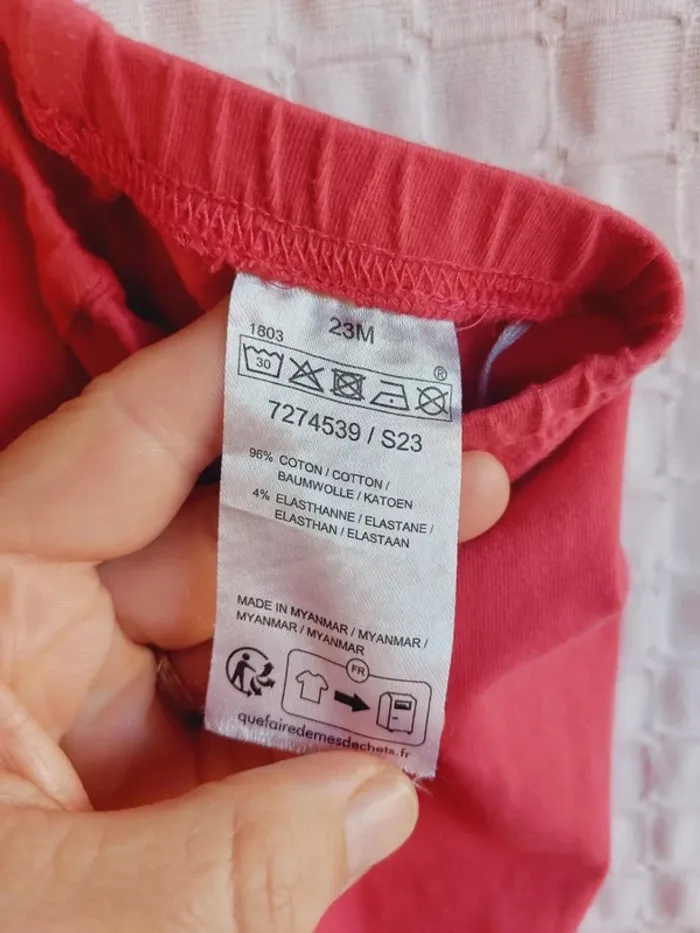 1803
23M
30
®
7274539 / S23
96% COTON / COTTON /
BAUMWOLLE / KATOEN
4% ELASTHANNE / ELASTANE /
ELASTHAN / ELASTAAN
MADE IN MYANMAR / MYANMAR /
MYANMAR / MYANMAR
FR
quefairedemesdechets.fr